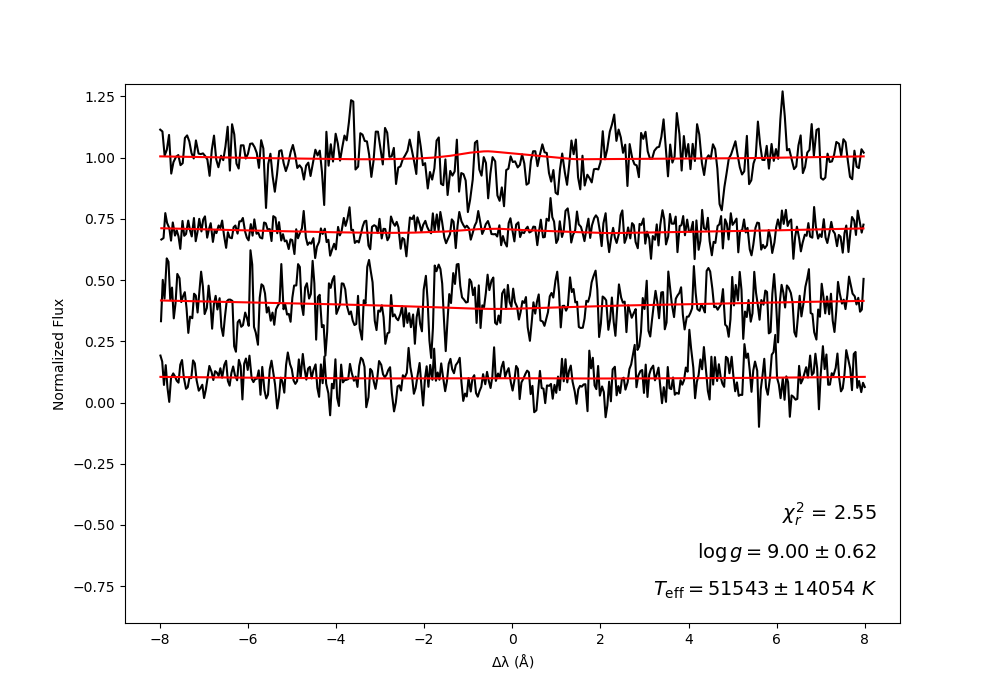 1.25
1.00
0.75
0.50
0.25
0.00
−0.25
−0.50
−0.75
Normalized Flux
χ²ᵣ = 2.55
log g = 9.00 ± 0.62
T_eff = 51543 ± 14054 K
−8 −6 −4 −2 0 2 4 6 8
Δλ (Å)